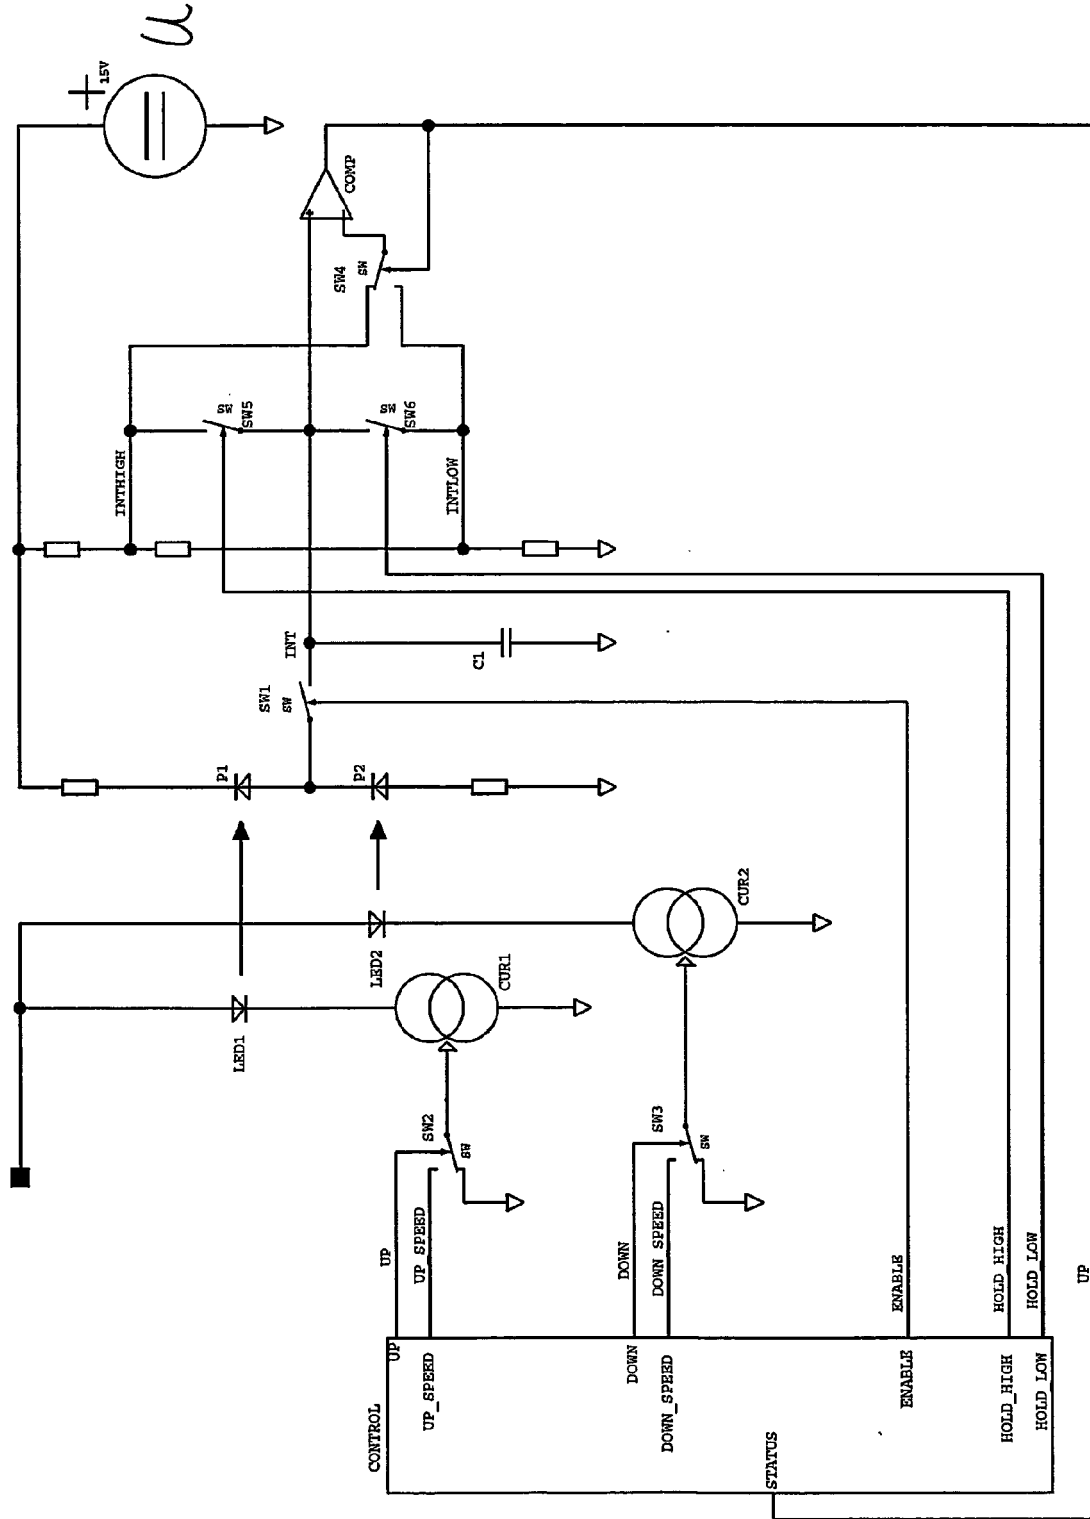 U
+
15V
COMP
SW4
SW
INTHIGH
SW
SW5
SW
SW6
INTLOW
INT
C1
SW1
SW
P1
P2
LED1
LED2
CUR1
CUR2
SW2
SW
SW3
SW
UP
UP_SPEED
DOWN
DOWN_SPEED
ENABLE
HOLD_HIGH
HOLD_LOW
CONTROL
UP
UP_SPEED
DOWN
DOWN_SPEED
ENABLE
HOLD_HIGH
HOLD_LOW
STATUS
UP